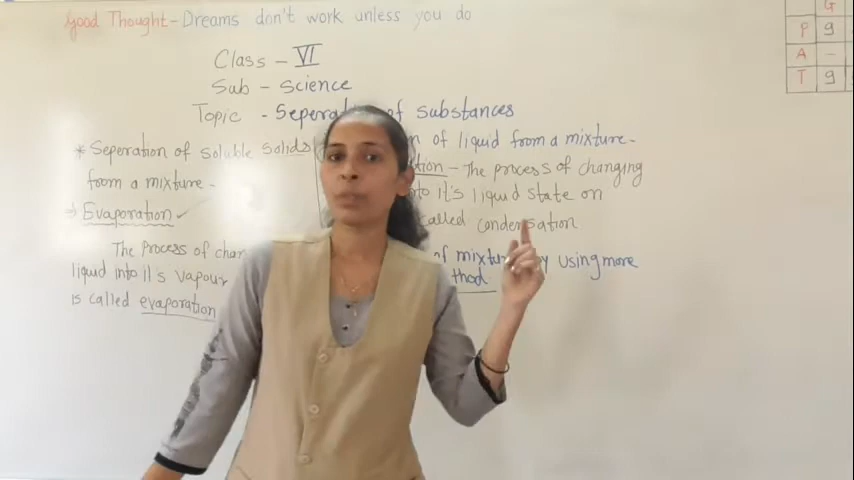 Good Thought - Dreams don't work unless you do
Class - VI
Sub - Science
Topic - Seperat of substances
* Seperation of soluble solids
from a mixture -
⇒ Evaporation ✓
The process of chan
liquid into it's vapour
is called evaporation
n of liquid from a mixture -
tion - The process of changing
to it's liquid state on
called condensation
of mixture by using more
thod
G
P 9
A -
T 9